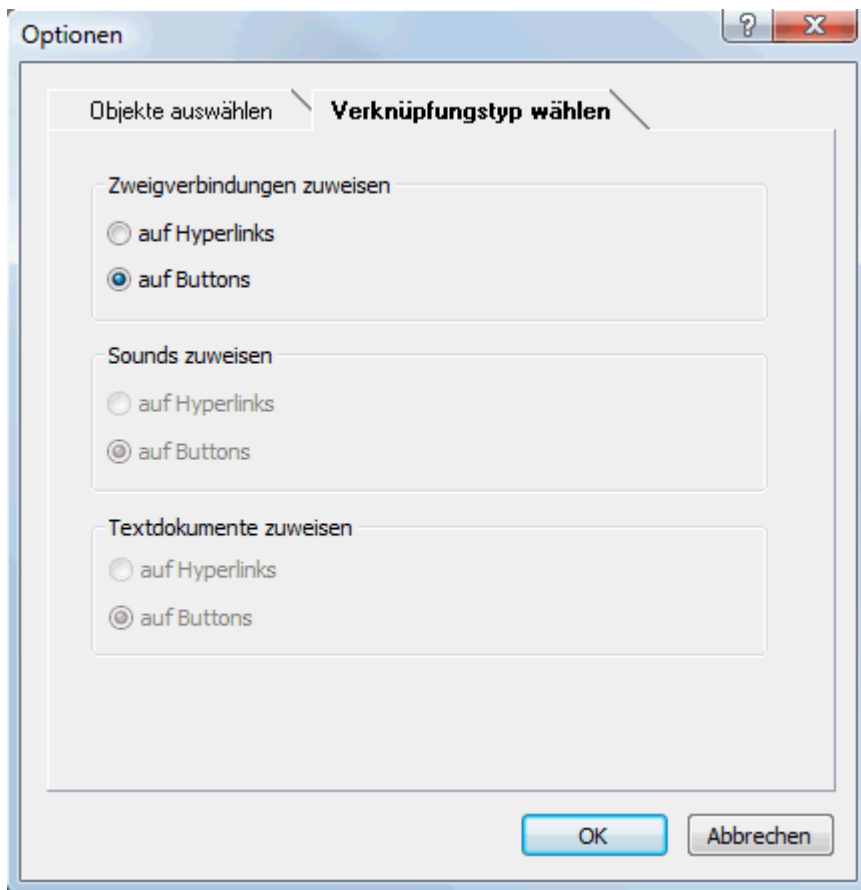 Optionen
Objekte auswählen Verknüpfungstyp wählen
Zweigverbindungen zuweisen
auf Hyperlinks
auf Buttons
Sounds zuweisen
auf Hyperlinks
auf Buttons
Textdokumente zuweisen
auf Hyperlinks
auf Buttons
OK Abbrechen